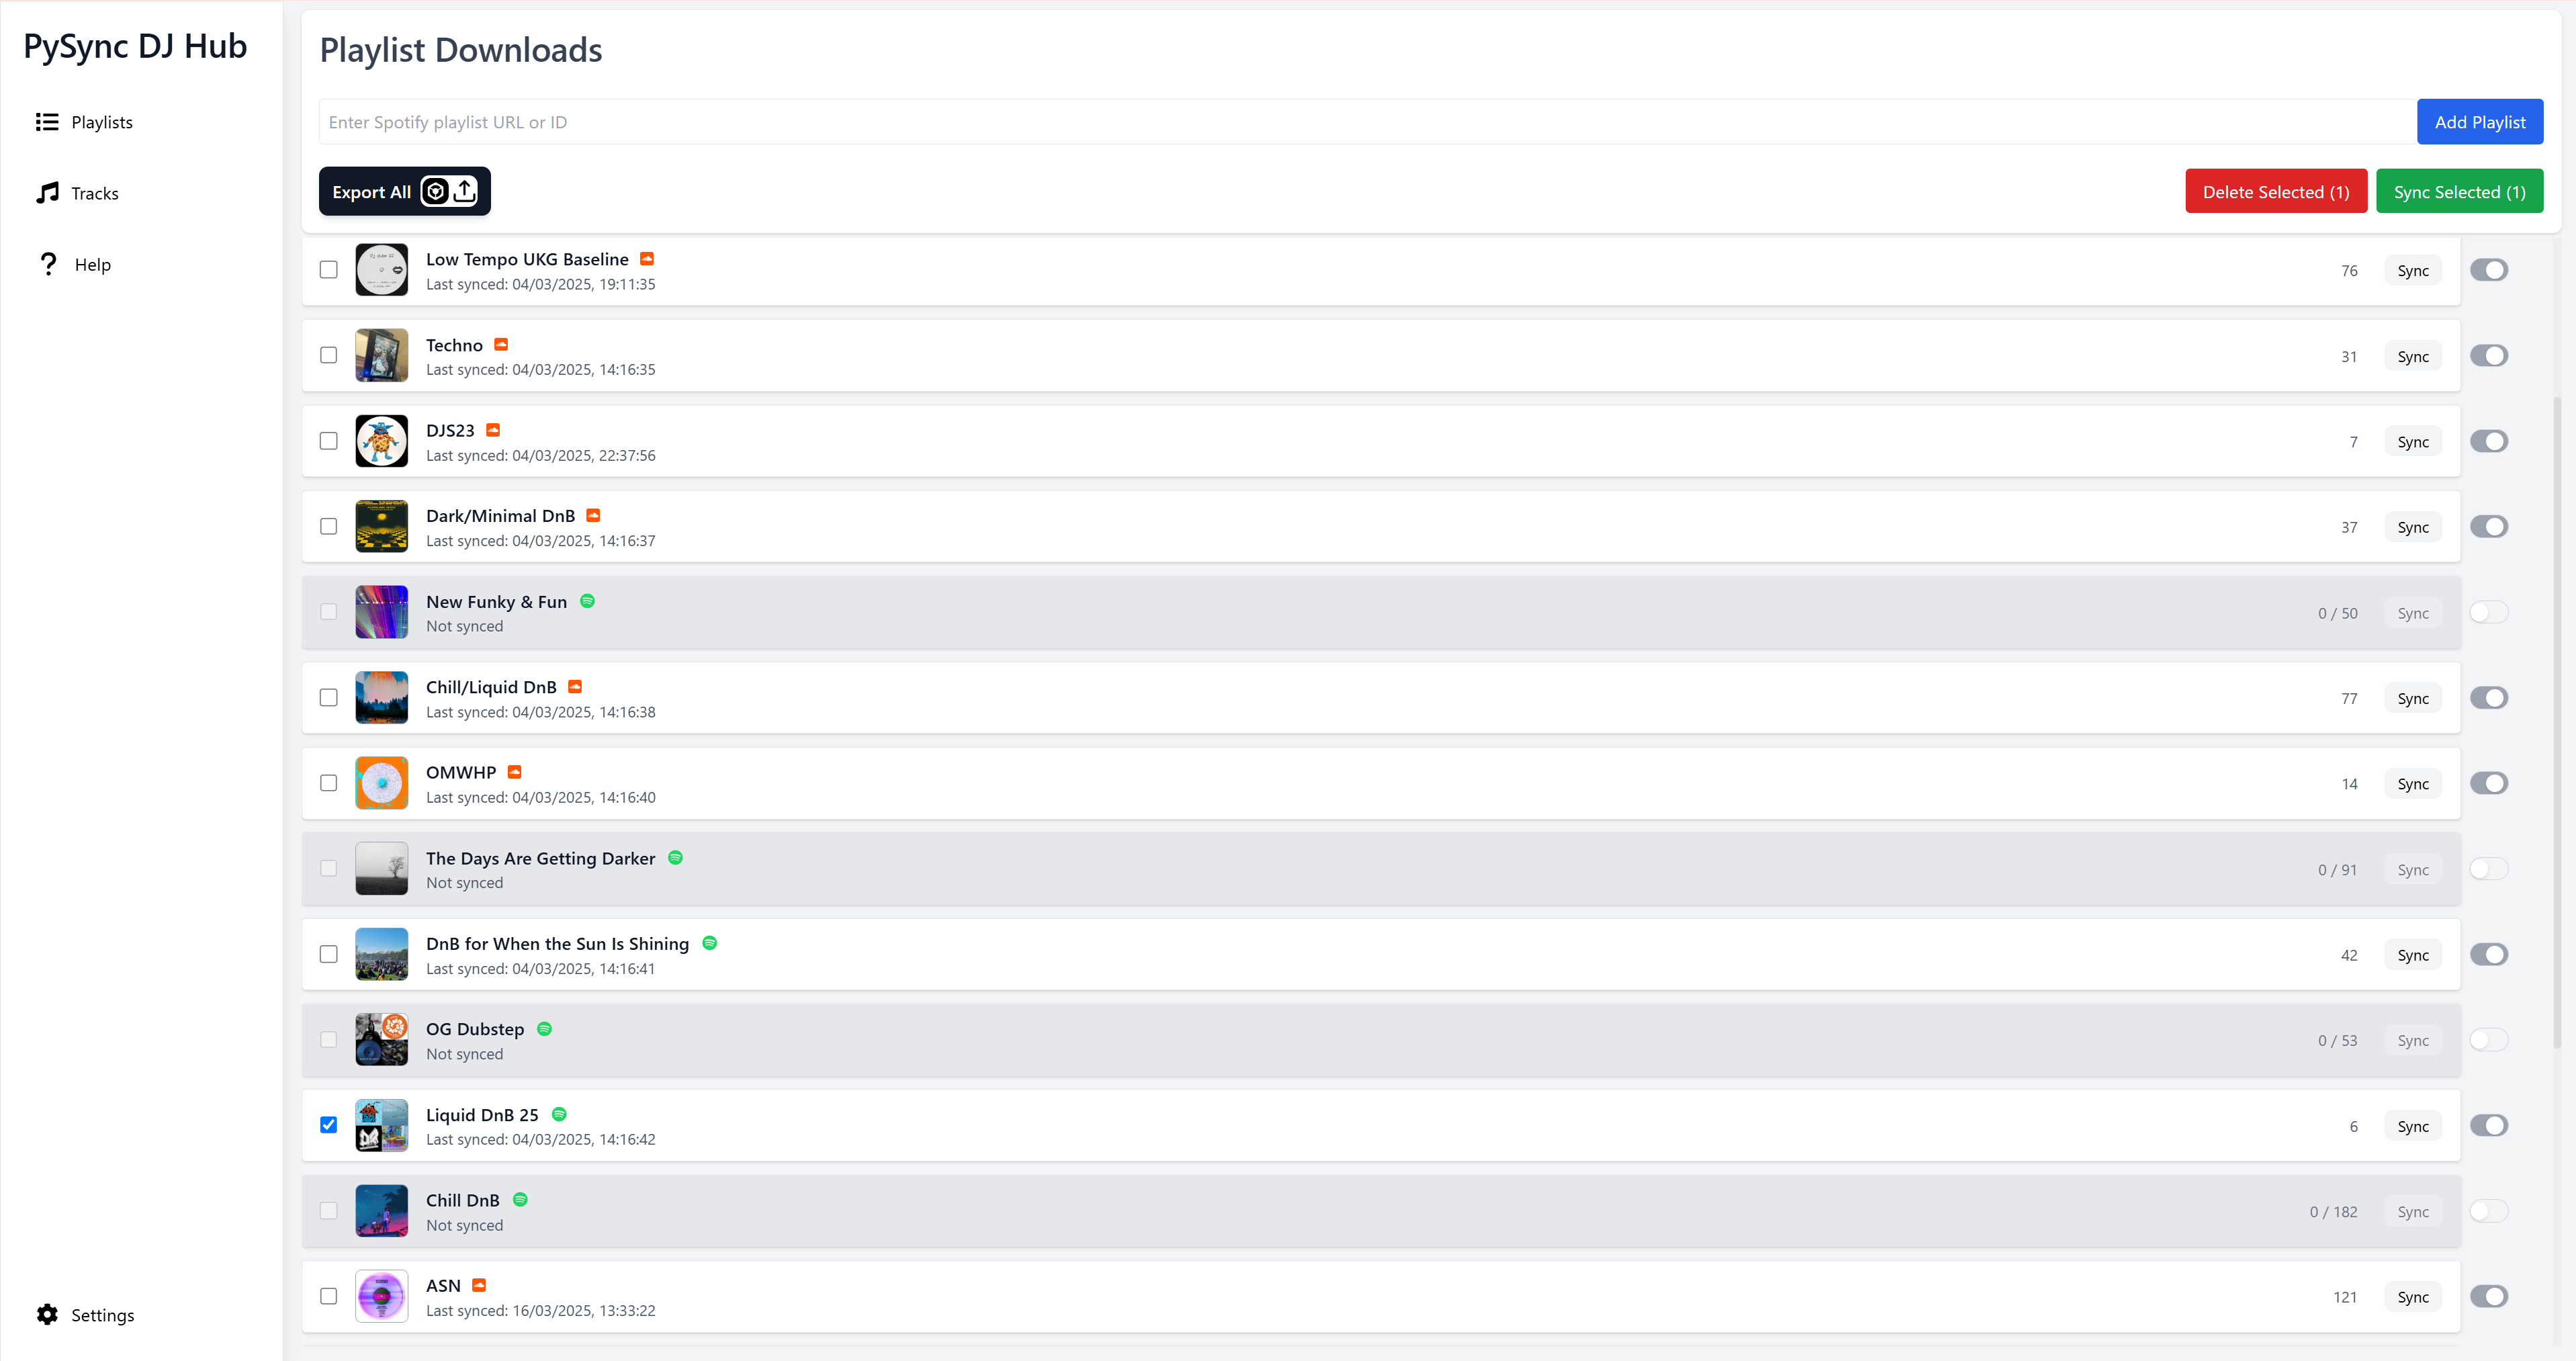 PySync DJ Hub
Playlists
Tracks
Help
Settings
Playlist Downloads
Enter Spotify playlist URL or ID
Add Playlist
Export All
Delete Selected (1)
Sync Selected (1)
Low Tempo UKG Baseline
Last synced: 04/03/2025, 19:11:35
76
Sync
Techno
Last synced: 04/03/2025, 14:16:35
31
Sync
DJS23
Last synced: 04/03/2025, 22:37:56
7
Sync
Dark/Minimal DnB
Last synced: 04/03/2025, 14:16:37
37
Sync
New Funky & Fun
Not synced
0 / 50
Sync
Chill/Liquid DnB
Last synced: 04/03/2025, 14:16:38
77
Sync
OMWHP
Last synced: 04/03/2025, 14:16:40
14
Sync
The Days Are Getting Darker
Not synced
0 / 91
Sync
DnB for When the Sun Is Shining
Last synced: 04/03/2025, 14:16:41
42
Sync
OG Dubstep
Not synced
0 / 53
Sync
Liquid DnB 25
Last synced: 04/03/2025, 14:16:42
6
Sync
Chill DnB
Not synced
0 / 182
Sync
ASN
Last synced: 16/03/2025, 13:33:22
121
Sync